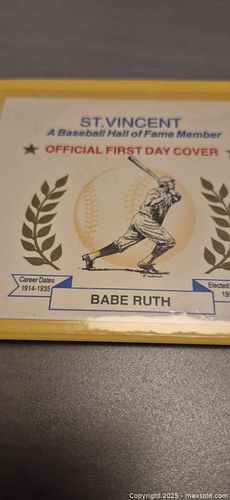 ST.VINCENT
A Baseball Hall of Fame Member
★ OFFICIAL FIRST DAY COVER ★
Career Dates
1914-1935
Elected
BABE RUTH
Copyright © 2025 - maxsold.com